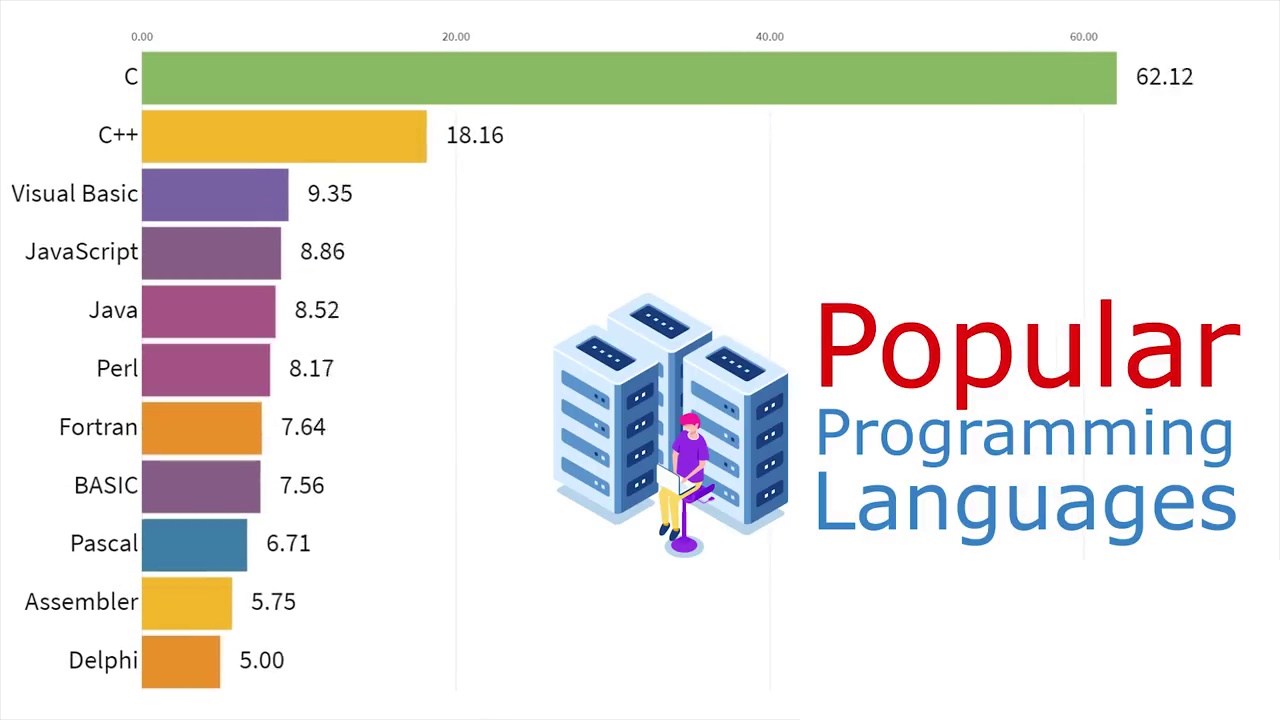 0.00 20.00 40.00 60.00
C 62.12
C++ 18.16
Visual Basic 9.35
JavaScript 8.86
Java 8.52
Perl 8.17
Fortran 7.64
BASIC 7.56
Pascal 6.71
Assembler 5.75
Delphi 5.00
Popular
Programming
Languages